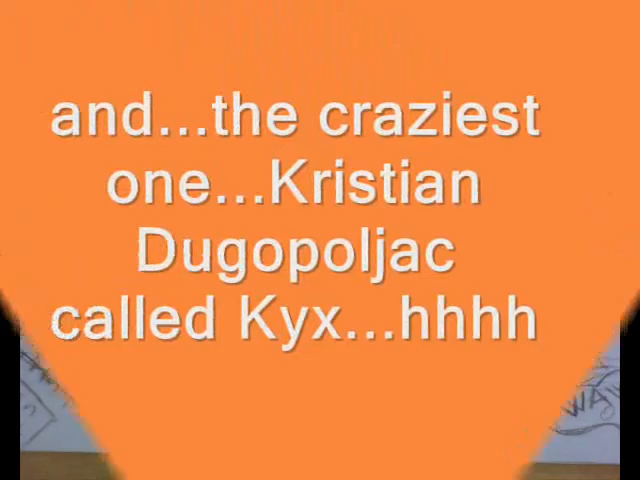 and...the craziest
one...Kristian
Dugopoljac
called Kyx...hhhh